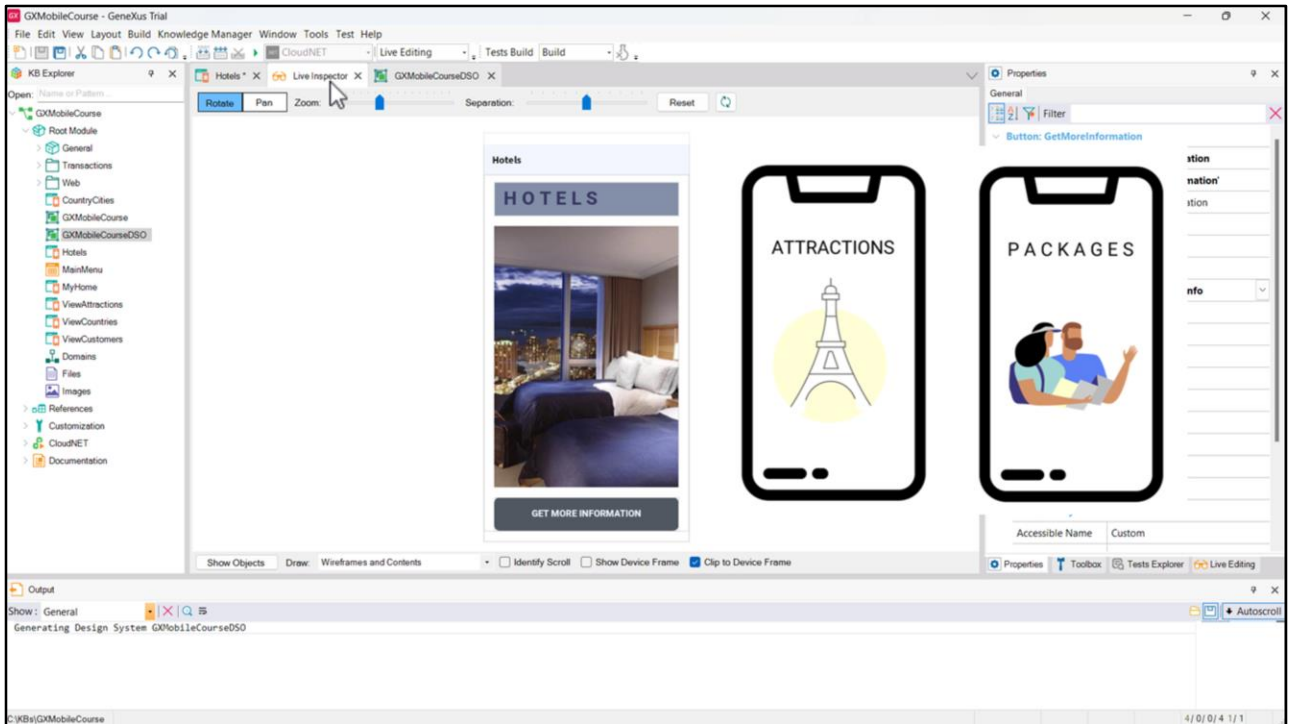 GX GXMobileCourse - GeneXus Trial
File Edit View Layout Build Knowledge Manager Window Tools Test Help
CloudNET Live Editing Tests Build Build
KB Explorer
Hotels * Live Inspector GXMobileCourseDSO
Properties
Open: Name or Pattern...
General
Rotate Pan Zoom: Separation: Reset
Filter
GXMobileCourse
Root Module
General
Transactions
Web
CountryCities
GXMobileCourse
GXMobileCourseDSO
Hotels
MainMenu
MyHome
ViewAttractions
ViewCountries
ViewCustomers
Domains
Files
Images
References
Customization
CloudNET
Documentation
Hotels
HOTELS
GET MORE INFORMATION
ATTRACTIONS
PACKAGES
Button: GetMoreInformation
ation
mation'
ation
nfo
Accessible Name Custom
Show Objects Draw: Wireframes and Contents Identify Scroll Show Device Frame Clip to Device Frame
Properties Toolbox Tests Explorer Live Editing
Output
Show: General
Autoscroll
Generating Design System GXMobileCourseDSO
C:\KBs\GXMobileCourse
4/ 0/ 0/ 4 1/ 1